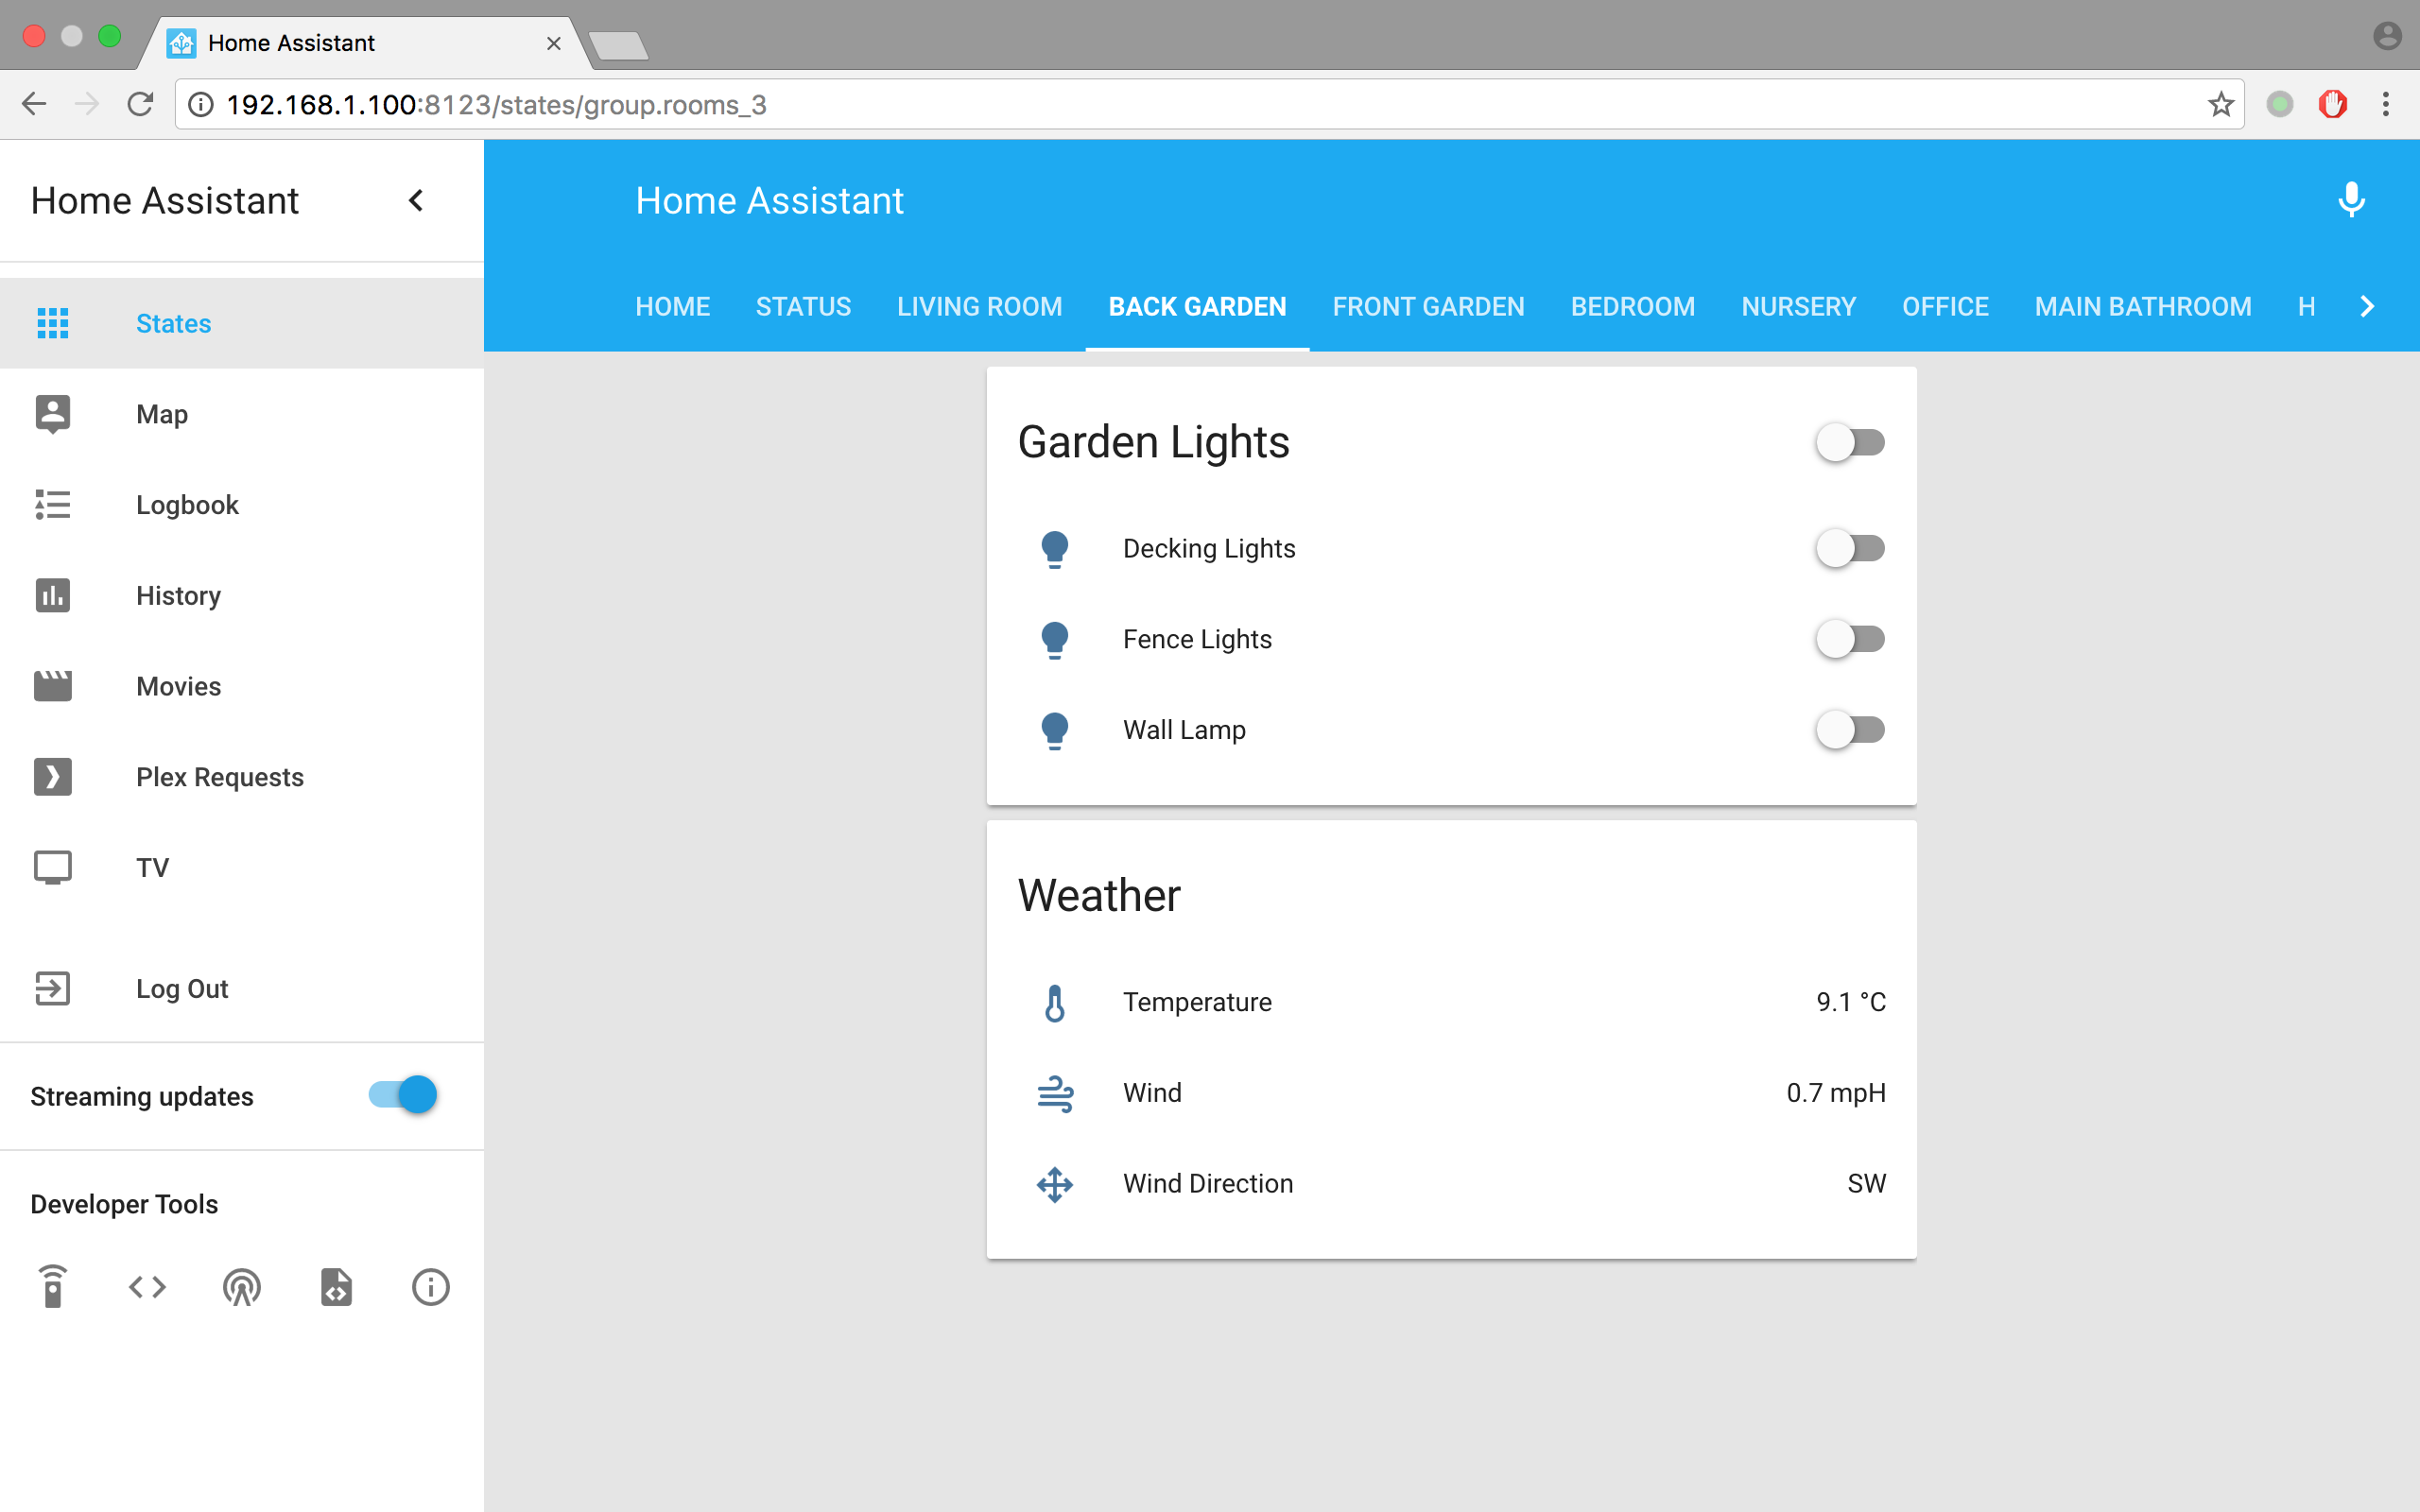 Home Assistant
192.168.1.100:8123/states/group.rooms_3
Home Assistant
Home Assistant
HOME STATUS LIVING ROOM BACK GARDEN FRONT GARDEN BEDROOM NURSERY OFFICE MAIN BATHROOM H
States
Map
Logbook
History
Movies
Plex Requests
TV
Log Out
Streaming updates
Developer Tools
Garden Lights
Decking Lights
Fence Lights
Wall Lamp
Weather
Temperature 9.1 °C
Wind 0.7 mpH
Wind Direction SW